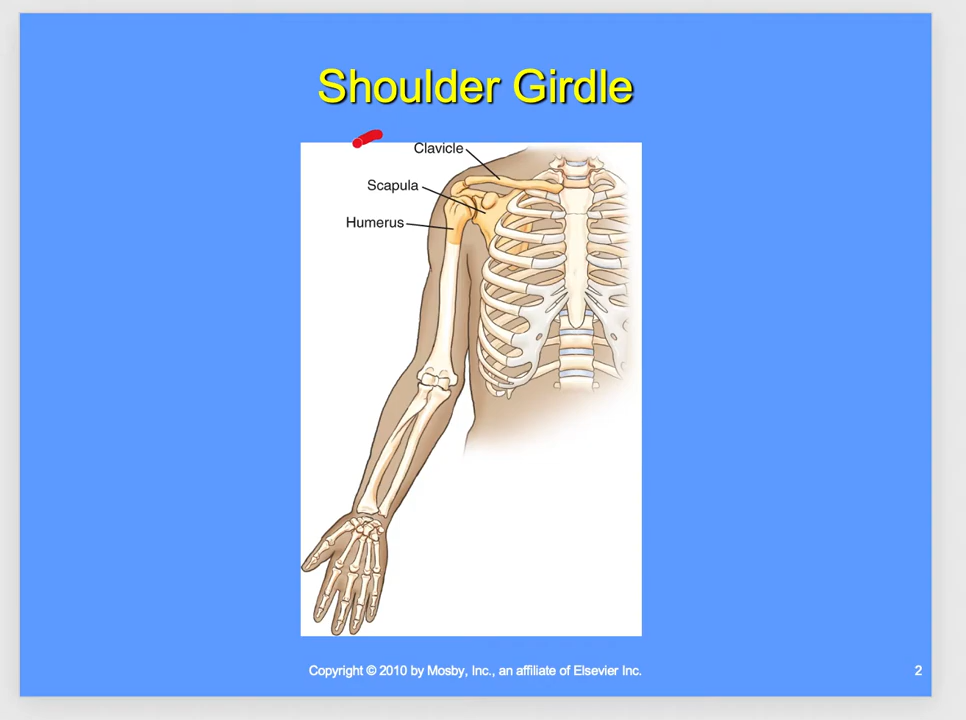 Shoulder Girdle
Clavicle
Scapula
Humerus
Copyright © 2010 by Mosby, Inc., an affiliate of Elsevier Inc.
2